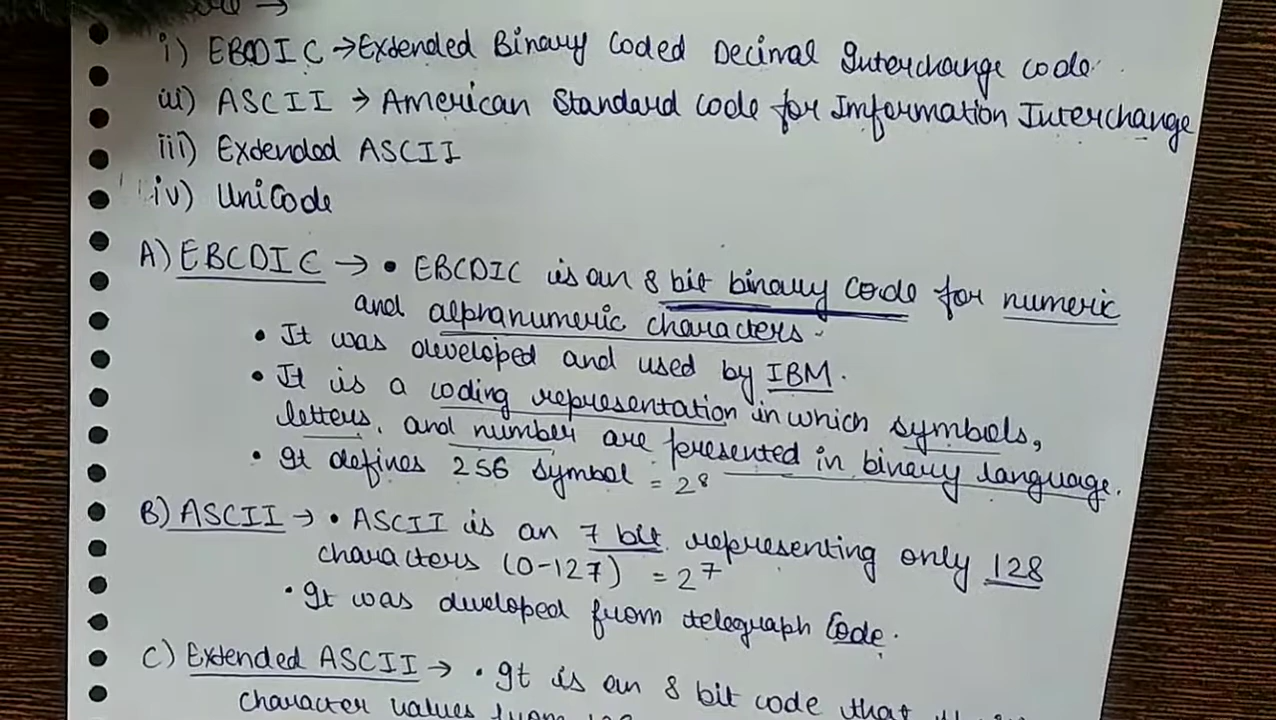 →
i) EBCDIC → Extended Binary Coded Decimal Interchange code.
iii) ASCII → American Standard code for Information Interchange
iii) Extended ASCII
iv) UniCode
A) EBCDIC → • EBCDIC is an 8 bit binary code for numeric
and alphanumeric characters.
• It was developed and used by IBM.
• It is a coding representation in which symbols,
letters, and number are presented in binary language.
• It defines 256 symbol = 2⁸
B) ASCII → • ASCII is an 7 bit representing only 128
characters (0-127) = 2⁷
• It was developed from telegraph Code.
C) Extended ASCII → • It is an 8 bit code that
character values from